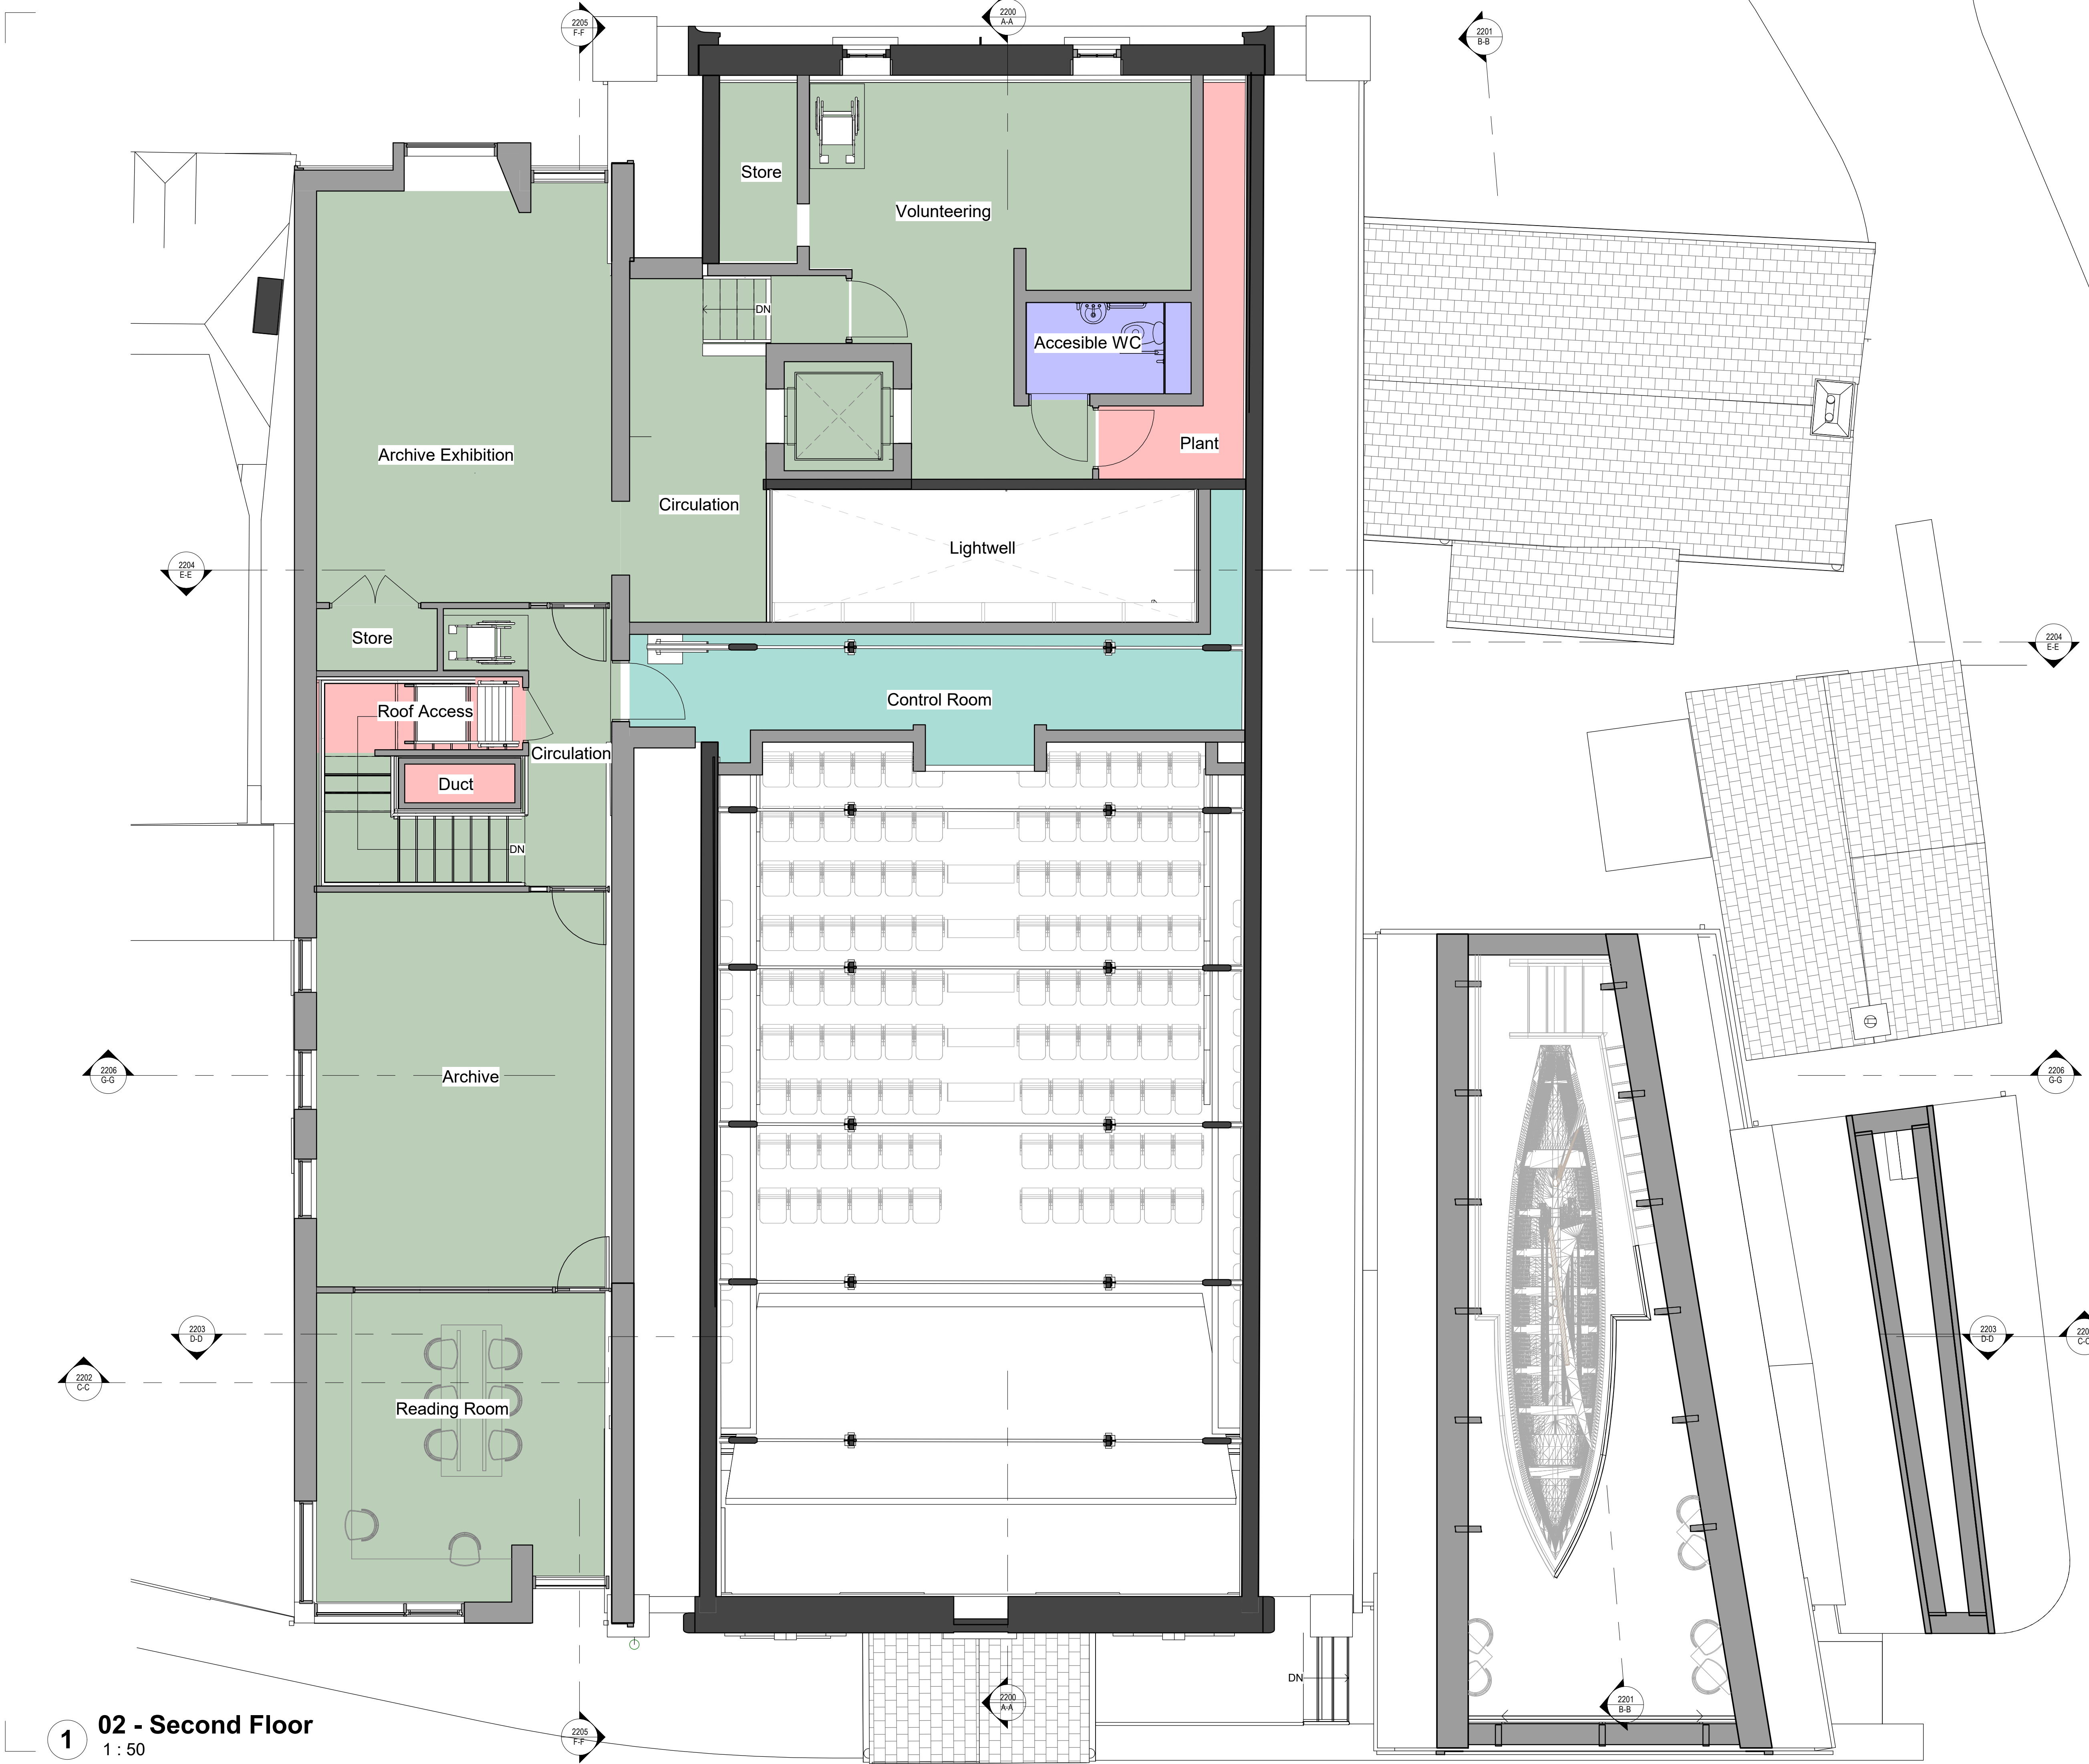 2205
F-F
2200
A-A
2201
B-B
Store
Volunteering
DN
Accesible WC
Plant
Archive Exhibition
Circulation
Lightwell
2204
E-E
Store
2204
E-E
Control Room
Roof Access
Circulation
Duct
DN
2206
G-G
Archive
2206
G-G
2203
D-D
2203
D-D
2202
C-C
C-C
Reading Room
DN
2200
A-A
2201
B-B
2205
F-F
1
02 - Second Floor
1 : 50